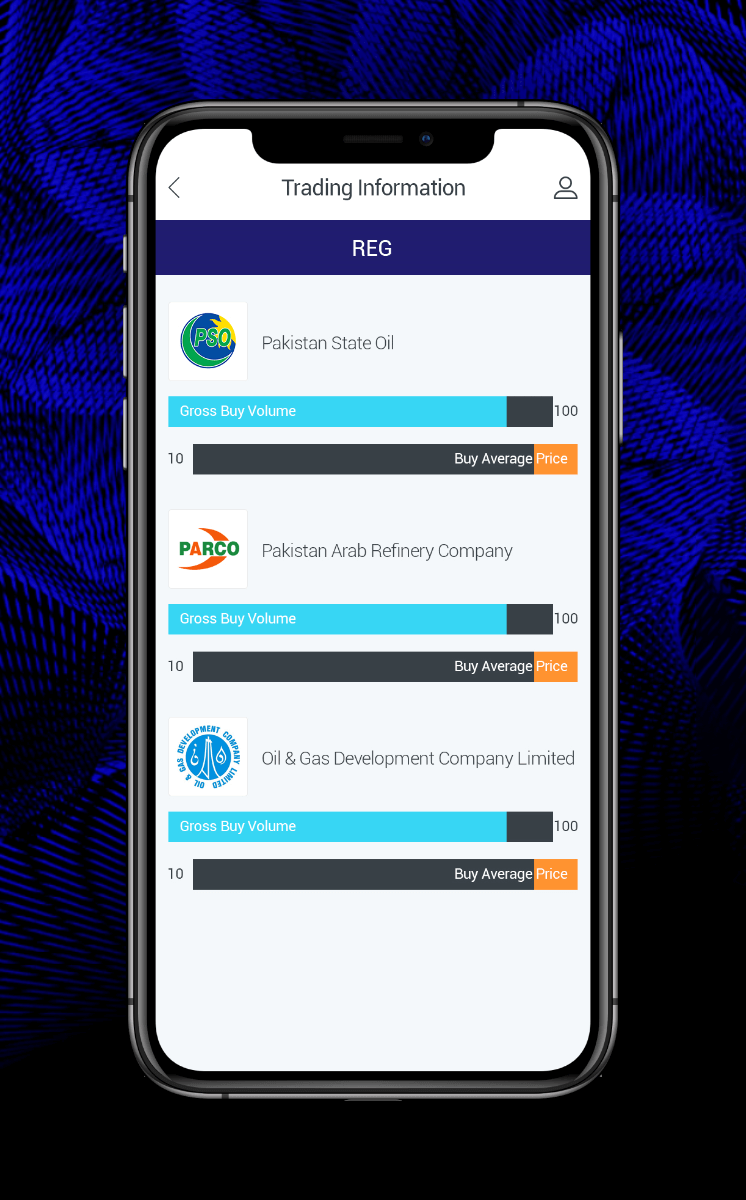 Trading Information
REG
PSO
Pakistan State Oil
Gross Buy Volume 100
10 Buy Average Price
PARCO
Pakistan Arab Refinery Company
Gross Buy Volume 100
10 Buy Average Price
OIL & GAS DEVELOPMENT COMPANY LIMITED
Oil & Gas Development Company Limited
Gross Buy Volume 100
10 Buy Average Price